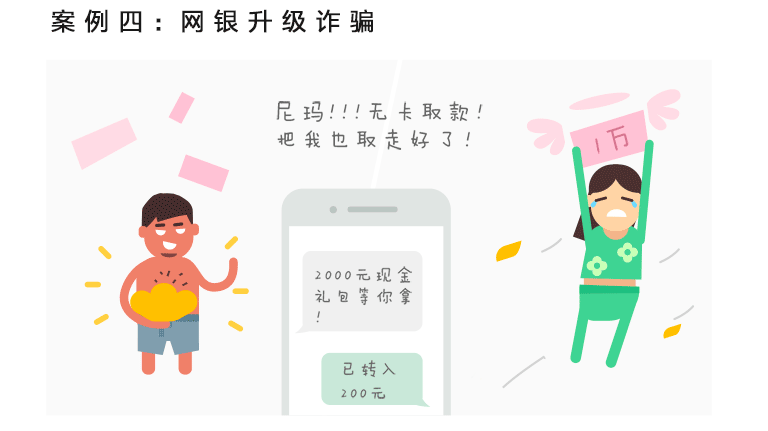 案例四：网银升级诈骗
尼玛!!!无卡取款!
把我也取走好了!
1万
2000元现金
礼包等你拿
!
已转入
200元